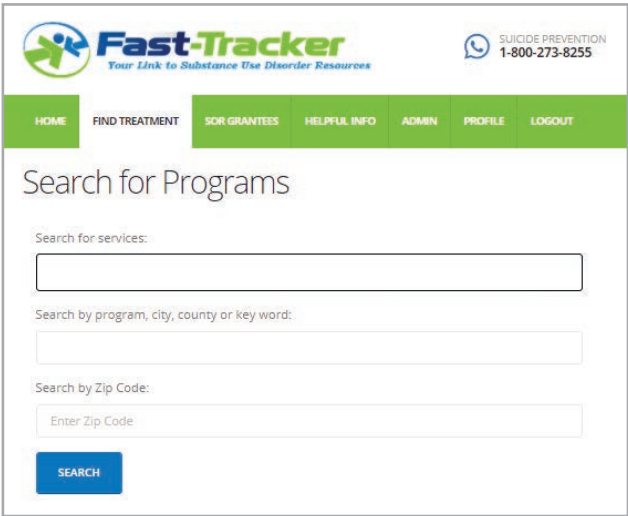 Fast-Tracker
Your Link to Substance Use Disorder Resources
SUICIDE PREVENTION
1-800-273-8255
HOME FIND TREATMENT SOR GRANTEES HELPFUL INFO ADMIN PROFILE LOGOUT
Search for Programs
Search for services:
Search by program, city, county or key word:
Search by Zip Code:
Enter Zip Code
SEARCH